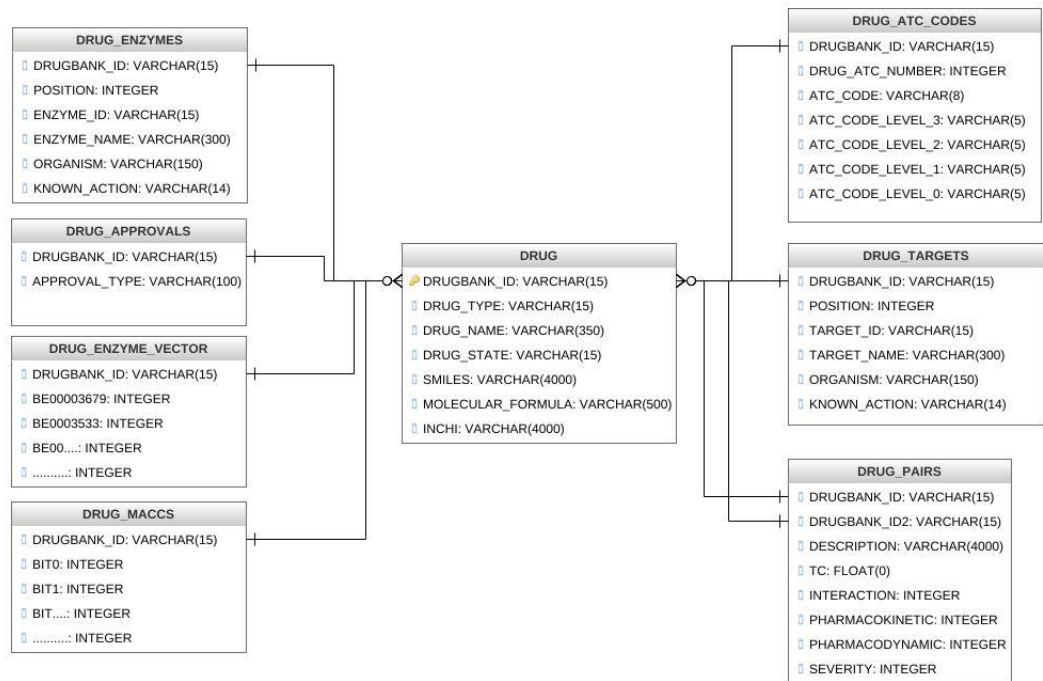 DRUG_ENZYMES
DRUGBANK_ID: VARCHAR(15)
POSITION: INTEGER
ENZYME_ID: VARCHAR(15)
ENZYME_NAME: VARCHAR(300)
ORGANISM: VARCHAR(150)
KNOWN_ACTION: VARCHAR(14)
DRUG_APPROVALS
DRUGBANK_ID: VARCHAR(15)
APPROVAL_TYPE: VARCHAR(100)
DRUG_ENZYME_VECTOR
DRUGBANK_ID: VARCHAR(15)
BE00003679: INTEGER
BE0003533: INTEGER
BE00....: INTEGER
..........: INTEGER
DRUG_MACCS
DRUGBANK_ID: VARCHAR(15)
BIT0: INTEGER
BIT1: INTEGER
BIT....: INTEGER
..........: INTEGER
DRUG
DRUGBANK_ID: VARCHAR(15)
DRUG_TYPE: VARCHAR(15)
DRUG_NAME: VARCHAR(350)
DRUG_STATE: VARCHAR(15)
SMILES: VARCHAR(4000)
MOLECULAR_FORMULA: VARCHAR(500)
INCHI: VARCHAR(4000)
DRUG_ATC_CODES
DRUGBANK_ID: VARCHAR(15)
DRUG_ATC_NUMBER: INTEGER
ATC_CODE: VARCHAR(8)
ATC_CODE_LEVEL_3: VARCHAR(5)
ATC_CODE_LEVEL_2: VARCHAR(5)
ATC_CODE_LEVEL_1: VARCHAR(5)
ATC_CODE_LEVEL_0: VARCHAR(5)
DRUG_TARGETS
DRUGBANK_ID: VARCHAR(15)
POSITION: INTEGER
TARGET_ID: VARCHAR(15)
TARGET_NAME: VARCHAR(300)
ORGANISM: VARCHAR(150)
KNOWN_ACTION: VARCHAR(14)
DRUG_PAIRS
DRUGBANK_ID: VARCHAR(15)
DRUGBANK_ID2: VARCHAR(15)
DESCRIPTION: VARCHAR(4000)
TC: FLOAT(0)
INTERACTION: INTEGER
PHARMACOKINETIC: INTEGER
PHARMACODYNAMIC: INTEGER
SEVERITY: INTEGER